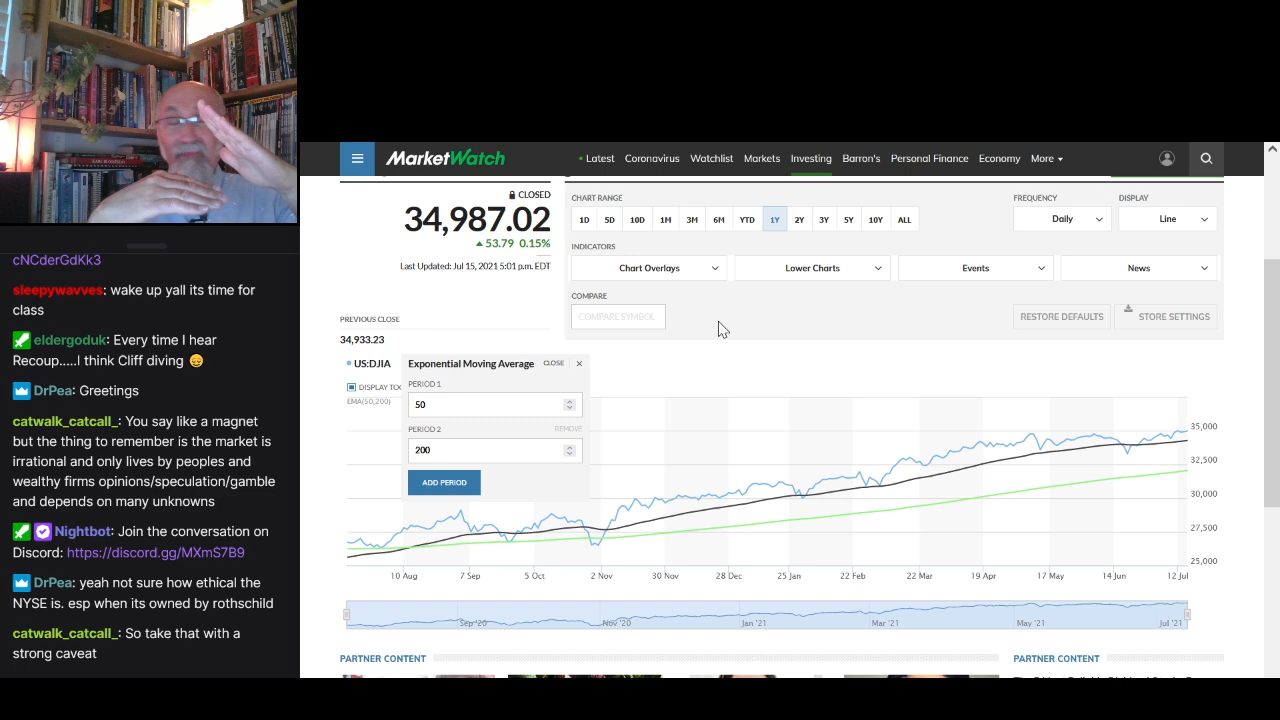 cNCderGdKk3
sleepywavves: wake up yall its time for
class
eldergoduk: Every time I hear
Recoup.....I think Cliff diving
DrPea: Greetings
catwalk_catcall_: You say like a magnet
but the thing to remember is the market is
irrational and only lives by peoples and
wealthy firms opinions/speculation/gamble
and depends on many unknowns
Nightbot: Join the conversation on
Discord: https://discord.gg/MXmS7B9
DrPea: yeah not sure how ethical the
NYSE is. esp when its owned by rothschild
catwalk_catcall_: So take that with a
strong caveat
MarketWatch
Latest Coronavirus Watchlist Markets Investing Barron's Personal Finance Economy More
CLOSED
34,987.02
53.79 0.15%
Last Updated: Jul 15, 2021 5:01 p.m. EDT
PREVIOUS CLOSE
34,933.23
CHART RANGE
1D 5D 10D 1M 3M 6M YTD 1Y 2Y 3Y 5Y 10Y ALL
FREQUENCY
Daily
DISPLAY
Line
INDICATORS
Chart Overlays
Lower Charts
Events
News
COMPARE
COMPARE SYMBOL
RESTORE DEFAULTS
STORE SETTINGS
US:DJIA
DISPLAY TOO
EMA(50,200)
Exponential Moving Average CLOSE ×
PERIOD 1
50
PERIOD 2 REMOVE
200
ADD PERIOD
35,000
32,500
30,000
27,500
25,000
10 Aug 7 Sep 5 Oct 2 Nov 30 Nov 28 Dec 25 Jan 22 Feb 22 Mar 19 Apr 17 May 14 Jun 12 Jul
Sep '20 Nov '20 Jan '21 Mar '21 May '21 Jul '21
PARTNER CONTENT
PARTNER CONTENT